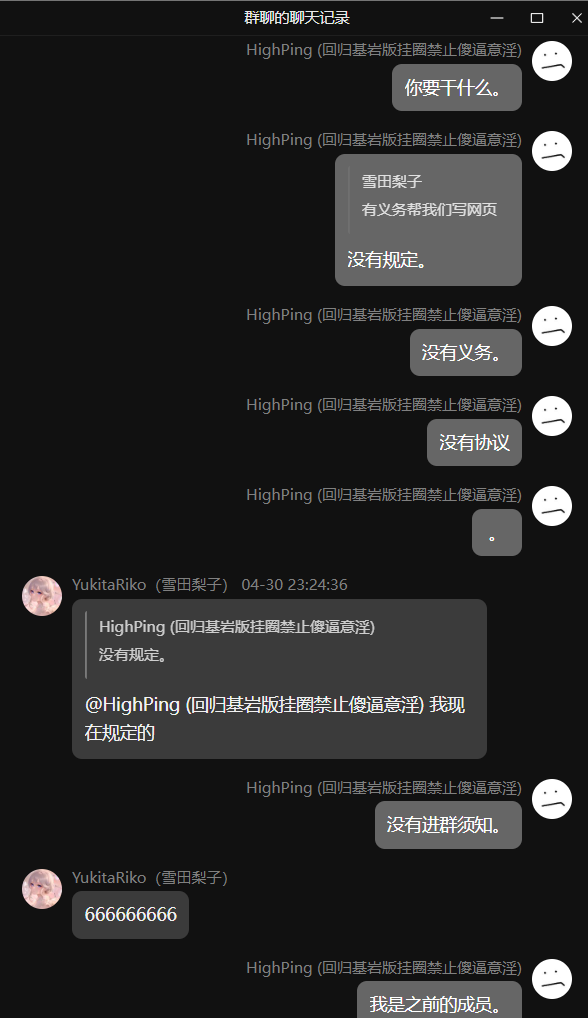 群聊的聊天记录
HighPing (回归基岩版挂圈禁止傻逼意淫)
你要干什么。
HighPing (回归基岩版挂圈禁止傻逼意淫)
雪田梨子
有义务帮我们写网页
没有规定。
HighPing (回归基岩版挂圈禁止傻逼意淫)
没有义务。
HighPing (回归基岩版挂圈禁止傻逼意淫)
没有协议
HighPing (回归基岩版挂圈禁止傻逼意淫)
。
YukitaRiko（雪田梨子） 04-30 23:24:36
HighPing (回归基岩版挂圈禁止傻逼意淫)
没有规定。
@HighPing (回归基岩版挂圈禁止傻逼意淫) 我现
在规定的
HighPing (回归基岩版挂圈禁止傻逼意淫)
没有进群须知。
YukitaRiko（雪田梨子）
666666666
HighPing (回归基岩版挂圈禁止傻逼意淫)
我是之前的成员。